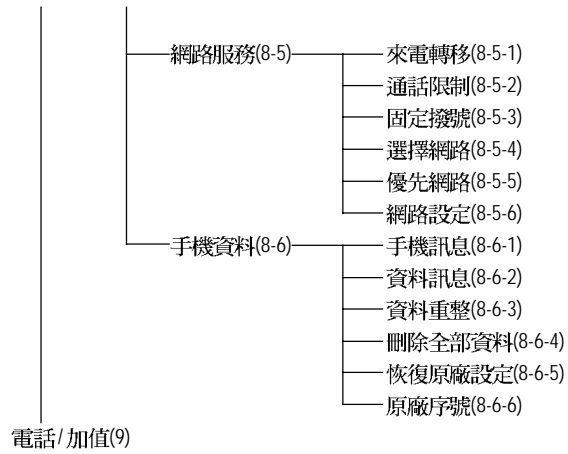 網路服務(8-5) 來電轉移(8-5-1)
通話限制(8-5-2)
固定撥號(8-5-3)
選擇網路(8-5-4)
優先網路(8-5-5)
網路設定(8-5-6)
手機資料(8-6) 手機訊息(8-6-1)
資料訊息(8-6-2)
資料重整(8-6-3)
刪除全部資料(8-6-4)
恢復原廠設定(8-6-5)
原廠序號(8-6-6)
電話/加值(9)